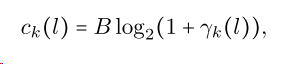 c_k(l) = B log_2(1 + γ_k(l)),